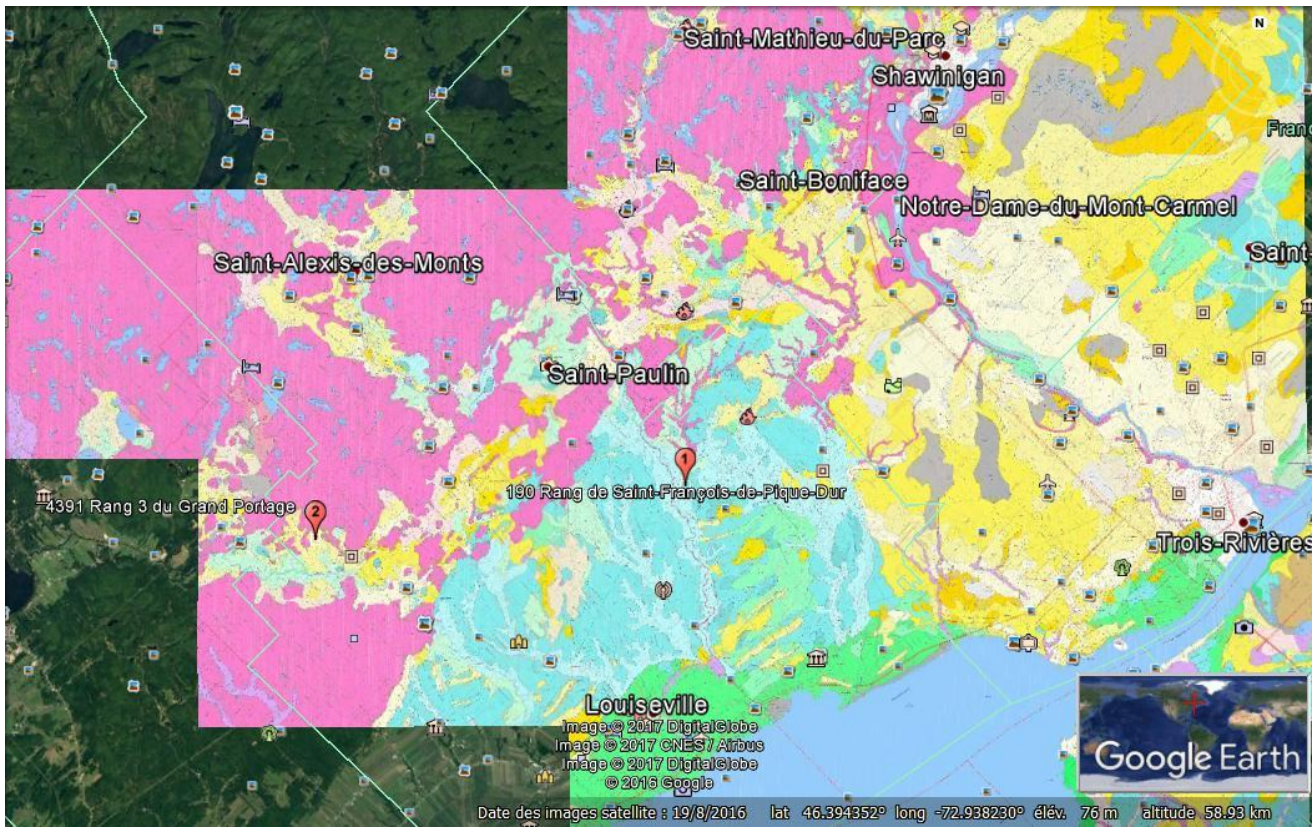 N
Saint-Mathieu-du-Parc
Shawinigan
Fran
Saint-Boniface
Notre-Dame-du-Mont-Carmel
Saint-
Saint-Alexis-des-Monts
Saint-Paulin
1
190 Rang de Saint-François-de-Pique-Dur
4391 Rang 3 du Grand Portage
2
Trois-Rivières
Louiseville
Image © 2017 DigitalGlobe
Image © 2017 CNES / Airbus
Image © 2017 DigitalGlobe
© 2016 Google
Google Earth
Date des images satellite : 19/8/2016 lat 46.394352° long -72.938230° élév. 76 m altitude 58.93 km